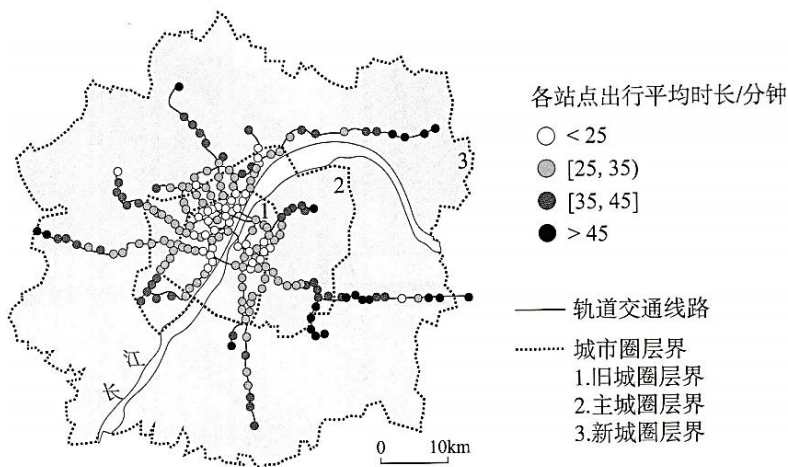 各站点出行平均时长/分钟
< 25
[25, 35)
[35, 45]
> 45
轨道交通线路
城市圈层界
1.旧城圈层界
2.主城圈层界
3.新城圈层界
1
2
3
长江
0 10km